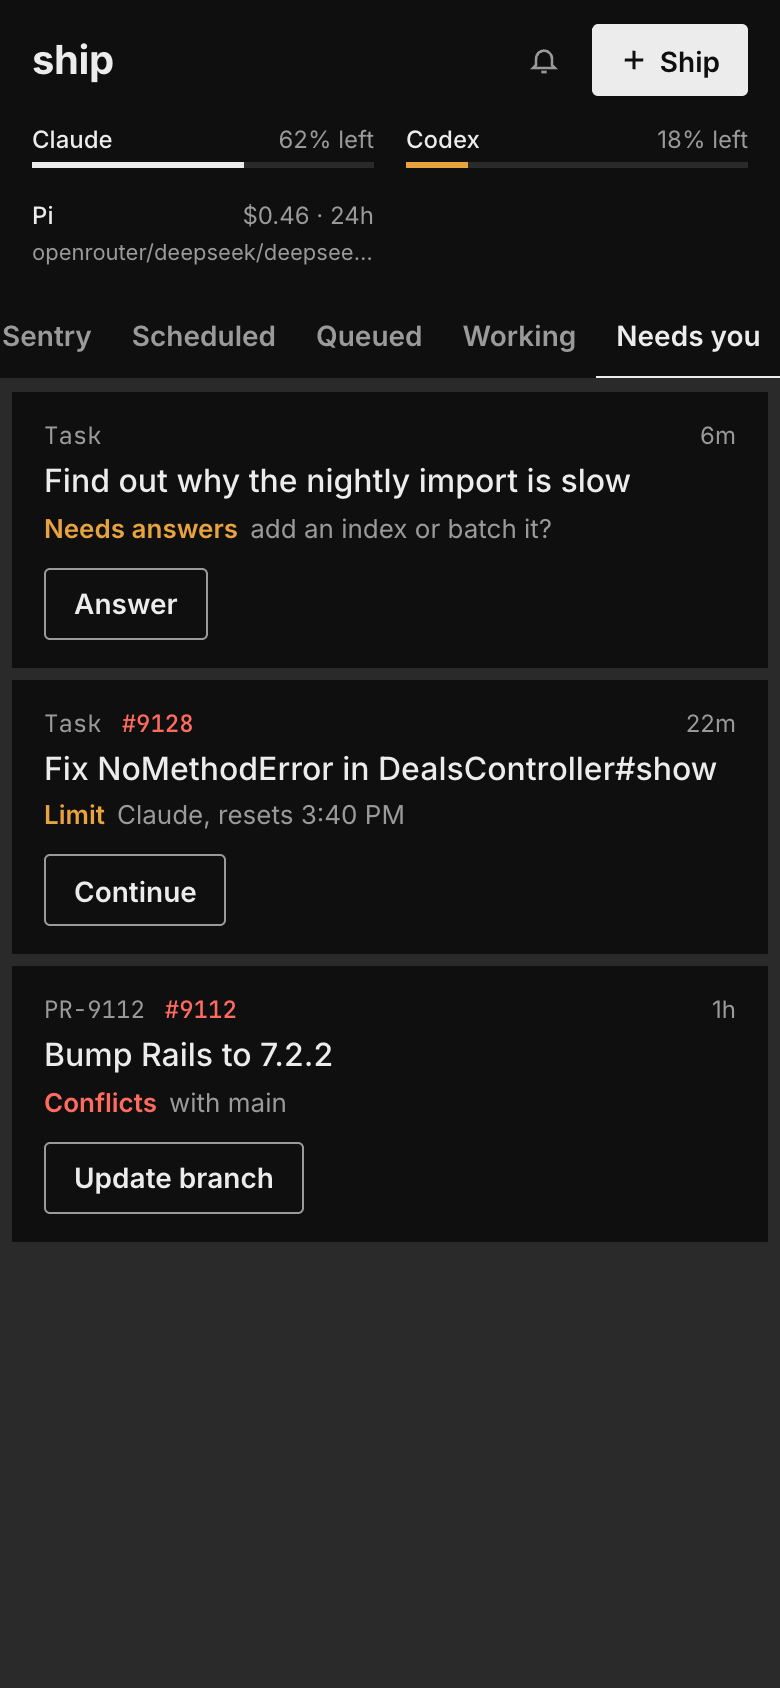 ship
+ Ship
Claude 62% left
Codex 18% left
Pi $0.46 · 24h
openrouter/deepseek/deepsee...
Sentry Scheduled Queued Working Needs you
Task 6m
Find out why the nightly import is slow
Needs answers add an index or batch it?
Answer
Task #9128 22m
Fix NoMethodError in DealsController#show
Limit Claude, resets 3:40 PM
Continue
PR-9112 #9112 1h
Bump Rails to 7.2.2
Conflicts with main
Update branch